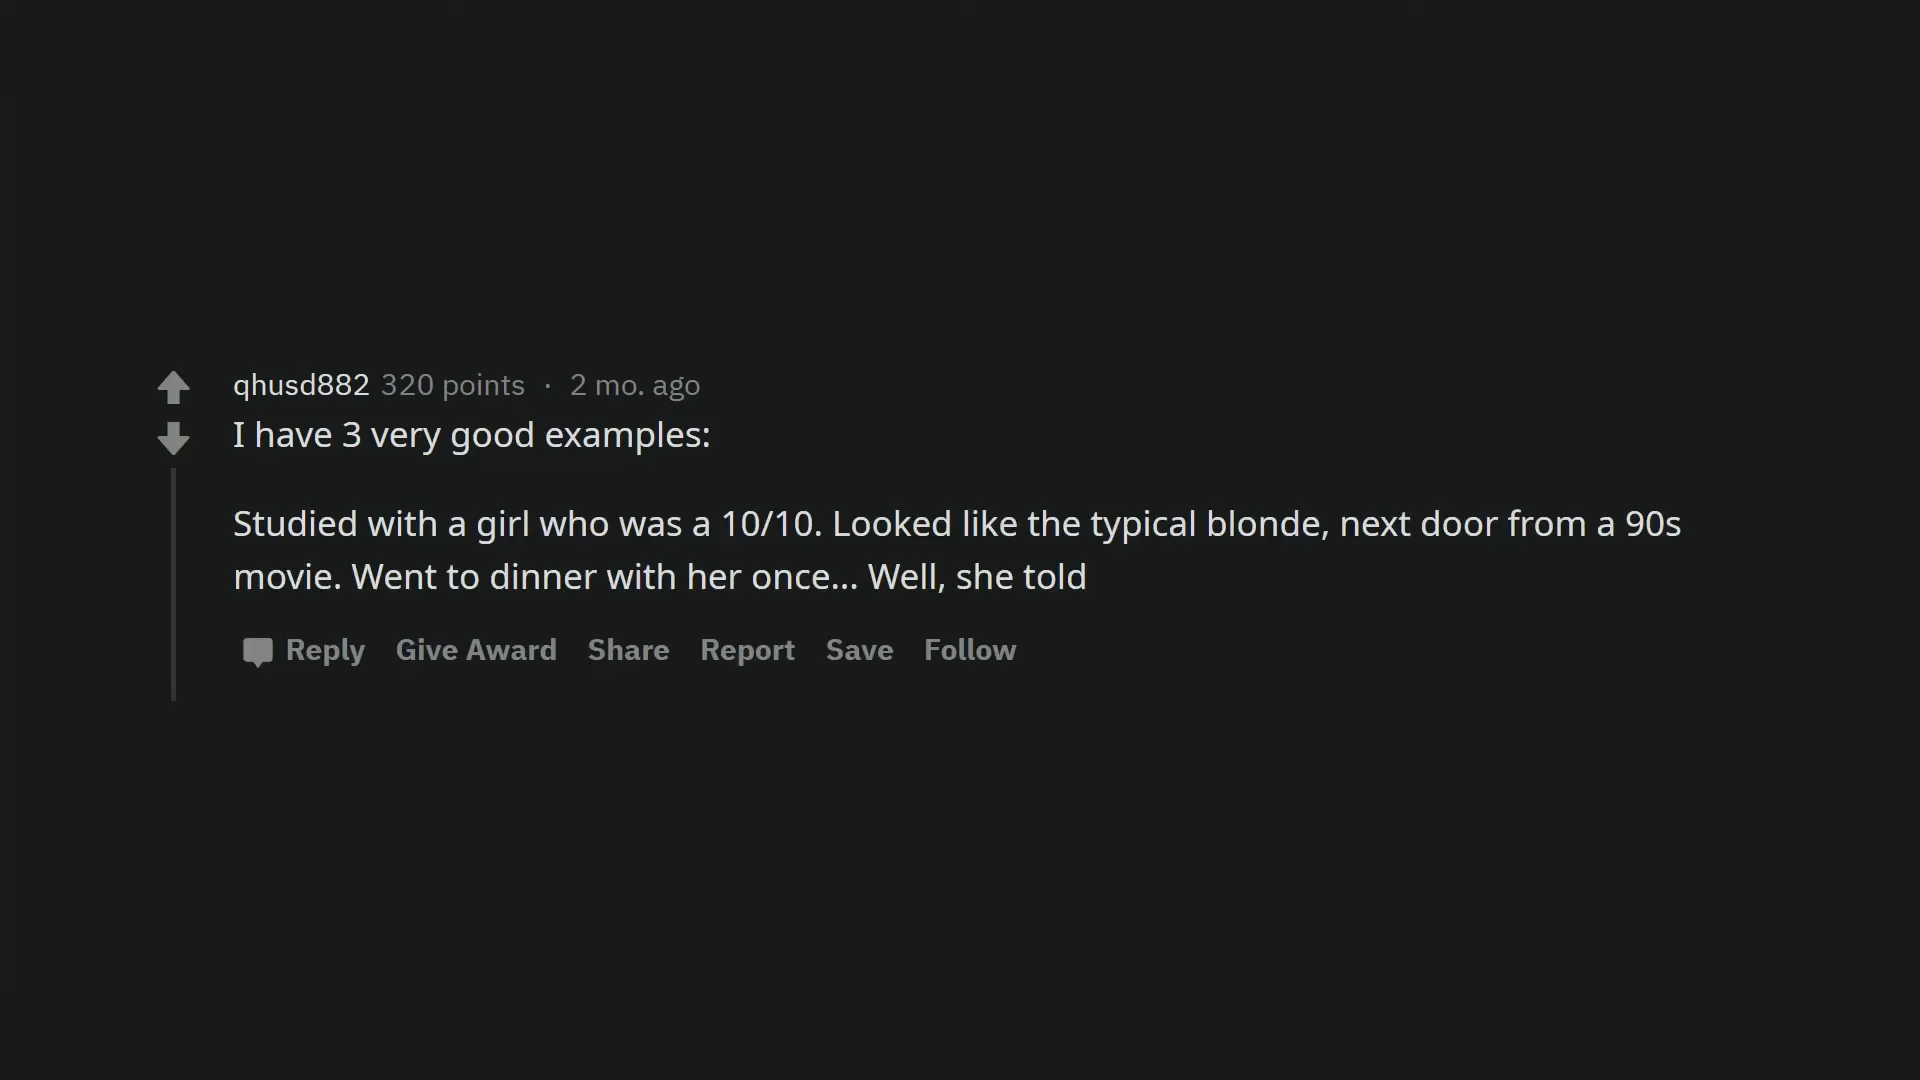 qhusd882 320 points · 2 mo. ago
I have 3 very good examples:
Studied with a girl who was a 10/10. Looked like the typical blonde, next door from a 90s
movie. Went to dinner with her once... Well, she told
Reply Give Award Share Report Save Follow